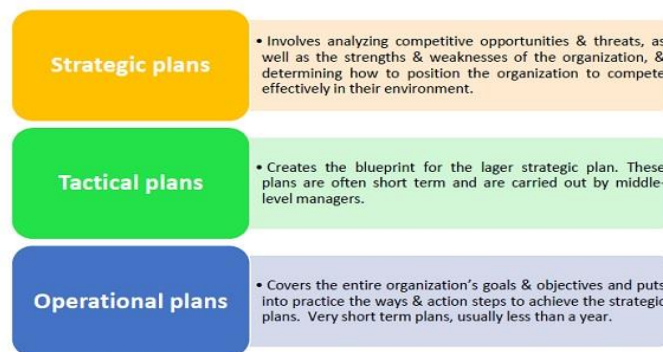 Strategic plans
• Involves analyzing competitive opportunities & threats, as
well as the strengths & weaknesses of the organization, &
determining how to position the organization to compete
effectively in their environment.
Tactical plans
• Creates the blueprint for the lager strategic plan. These
plans are often short term and are carried out by middle-
level managers.
Operational plans
• Covers the entire organization's goals & objectives and puts
into practice the ways & action steps to achieve the strategic
plans. Very short term plans, usually less than a year.